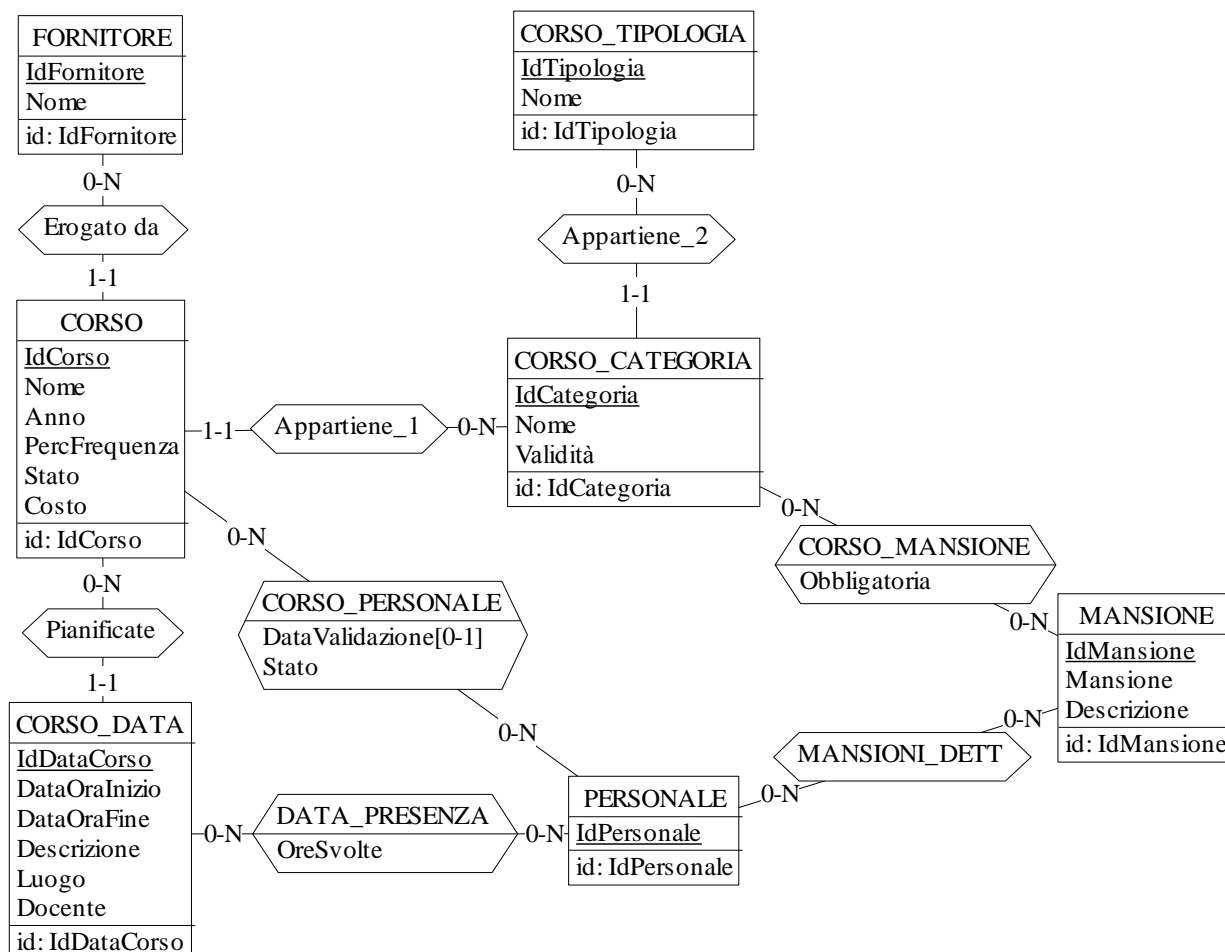 FORNITORE
IdFornitore
Nome
id: IdFornitore
CORSO_TIPOLOGIA
IdTipologia
Nome
id: IdTipologia
0-N
Erogato da
1-1
0-N
Appartiene_2
1-1
CORSO
IdCorso
Nome
Anno
PercFrequenza
Stato
Costo
id: IdCorso
1-1
Appartiene_1
0-N
CORSO_CATEGORIA
IdCategoria
Nome
Validità
id: IdCategoria
0-N
CORSO_MANSIONE
Obbligatoria
0-N
0-N
CORSO_PERSONALE
DataValidazione[0-1]
Stato
0-N
0-N
Pianificate
1-1
MANSIONE
IdMansione
Mansione
Descrizione
id: IdMansione
0-N
MANSIONI_DETT
0-N
CORSO_DATA
IdDataCorso
DataOraInizio
DataOraFine
Descrizione
Luogo
Docente
id: IdDataCorso
0-N
DATA_PRESENZA
OreSvolte
0-N
PERSONALE
IdPersonale
id: IdPersonale